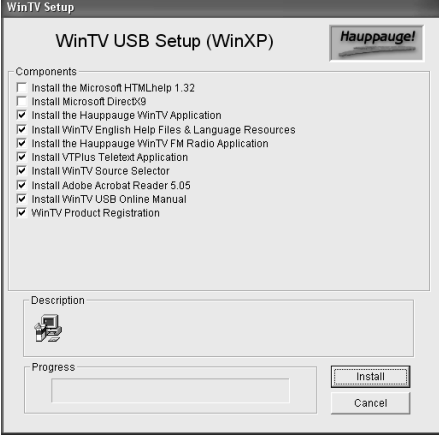 WinTV Setup
WinTV USB Setup (WinXP)
Hauppauge!
Components
Install the Microsoft HTMLhelp 1.32
Install Microsoft DirectX9
Install the Hauppauge WinTV Application
Install WinTV English Help Files & Language Resources
Install the Hauppauge WinTV FM Radio Application
Install VTPlus Teletext Application
Install WinTV Source Selector
Install Adobe Acrobat Reader 5.05
Install WinTV USB Online Manual
WinTV Product Registration
Description
Progress
Install
Cancel